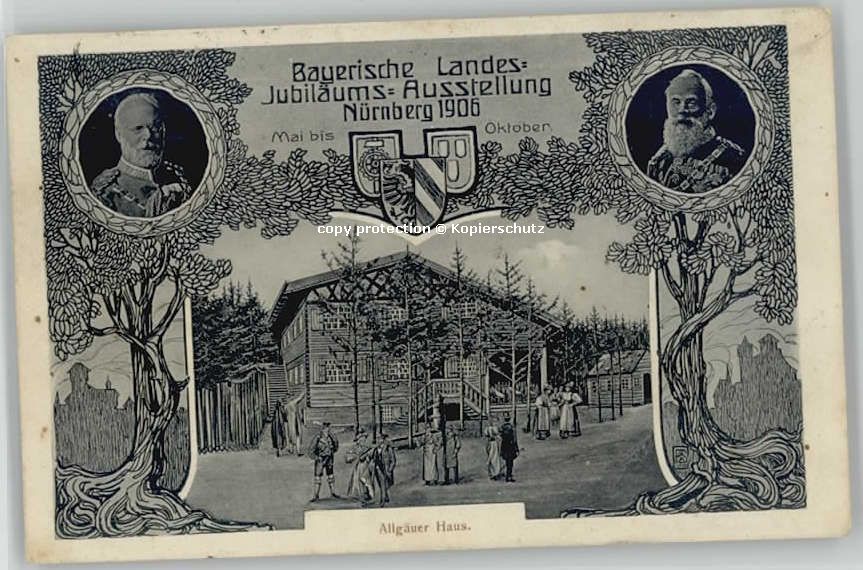 Bayerische Landes=
Jubiläums=Ausstellung
Nürnberg 1906
Mai bis Oktober.
copy protection © Kopierschutz
Allgäuer Haus.